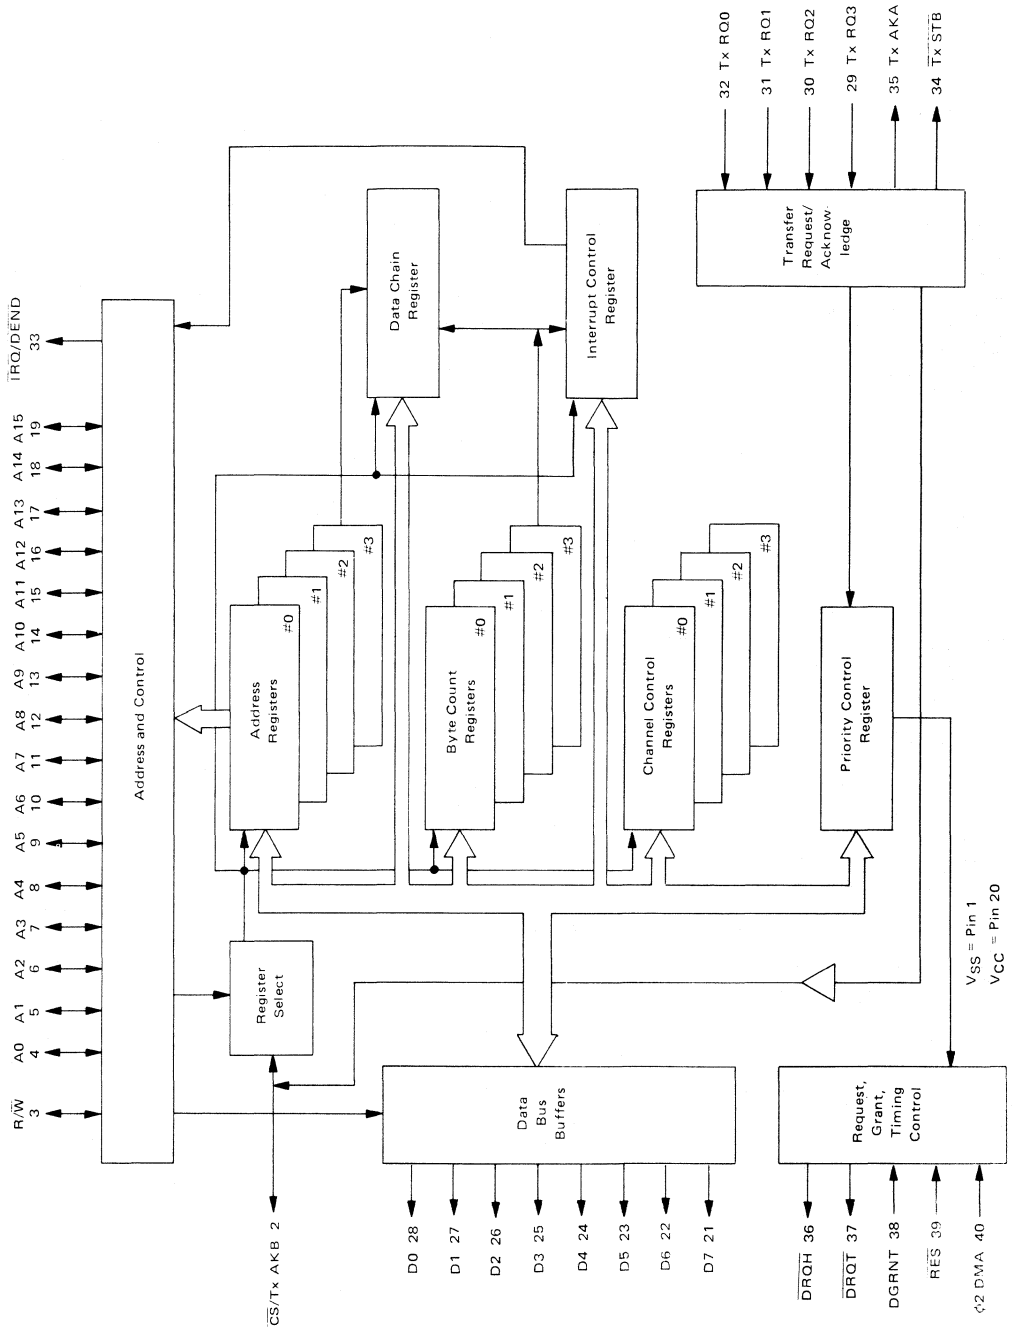 IRQ/DEND 33
A15 19
A14 18
A13 17
A12 16
A11 15
A10 14
A9 13
A8 12
A7 11
A6 10
A5 9
A4 8
A3 7
A2 6
A1 5
A0 4
R/W 3
Address and Control
32 Tx RQ0
31 Tx RQ1
30 Tx RQ2
29 Tx RQ3
35 Tx AKA
34 Tx STB
Transfer
Request/
Acknow-
ledge
Data Chain
Register
Interrupt Control
Register
Address
Registers
#0
#1
#2
#3
Byte Count
Registers
#0
#1
#2
#3
Channel Control
Registers
#0
#1
#2
#3
Priority Control
Register
Register
Select
Data
Bus
Buffers
Request,
Grant,
Timing
Control
VSS = Pin 1
VCC = Pin 20
CS/Tx AKB 2
D0 28
D1 27
D2 26
D3 25
D4 24
D5 23
D6 22
D7 21
DRQH 36
DRQT 37
DGRNT 38
RES 39
φ2 DMA 40